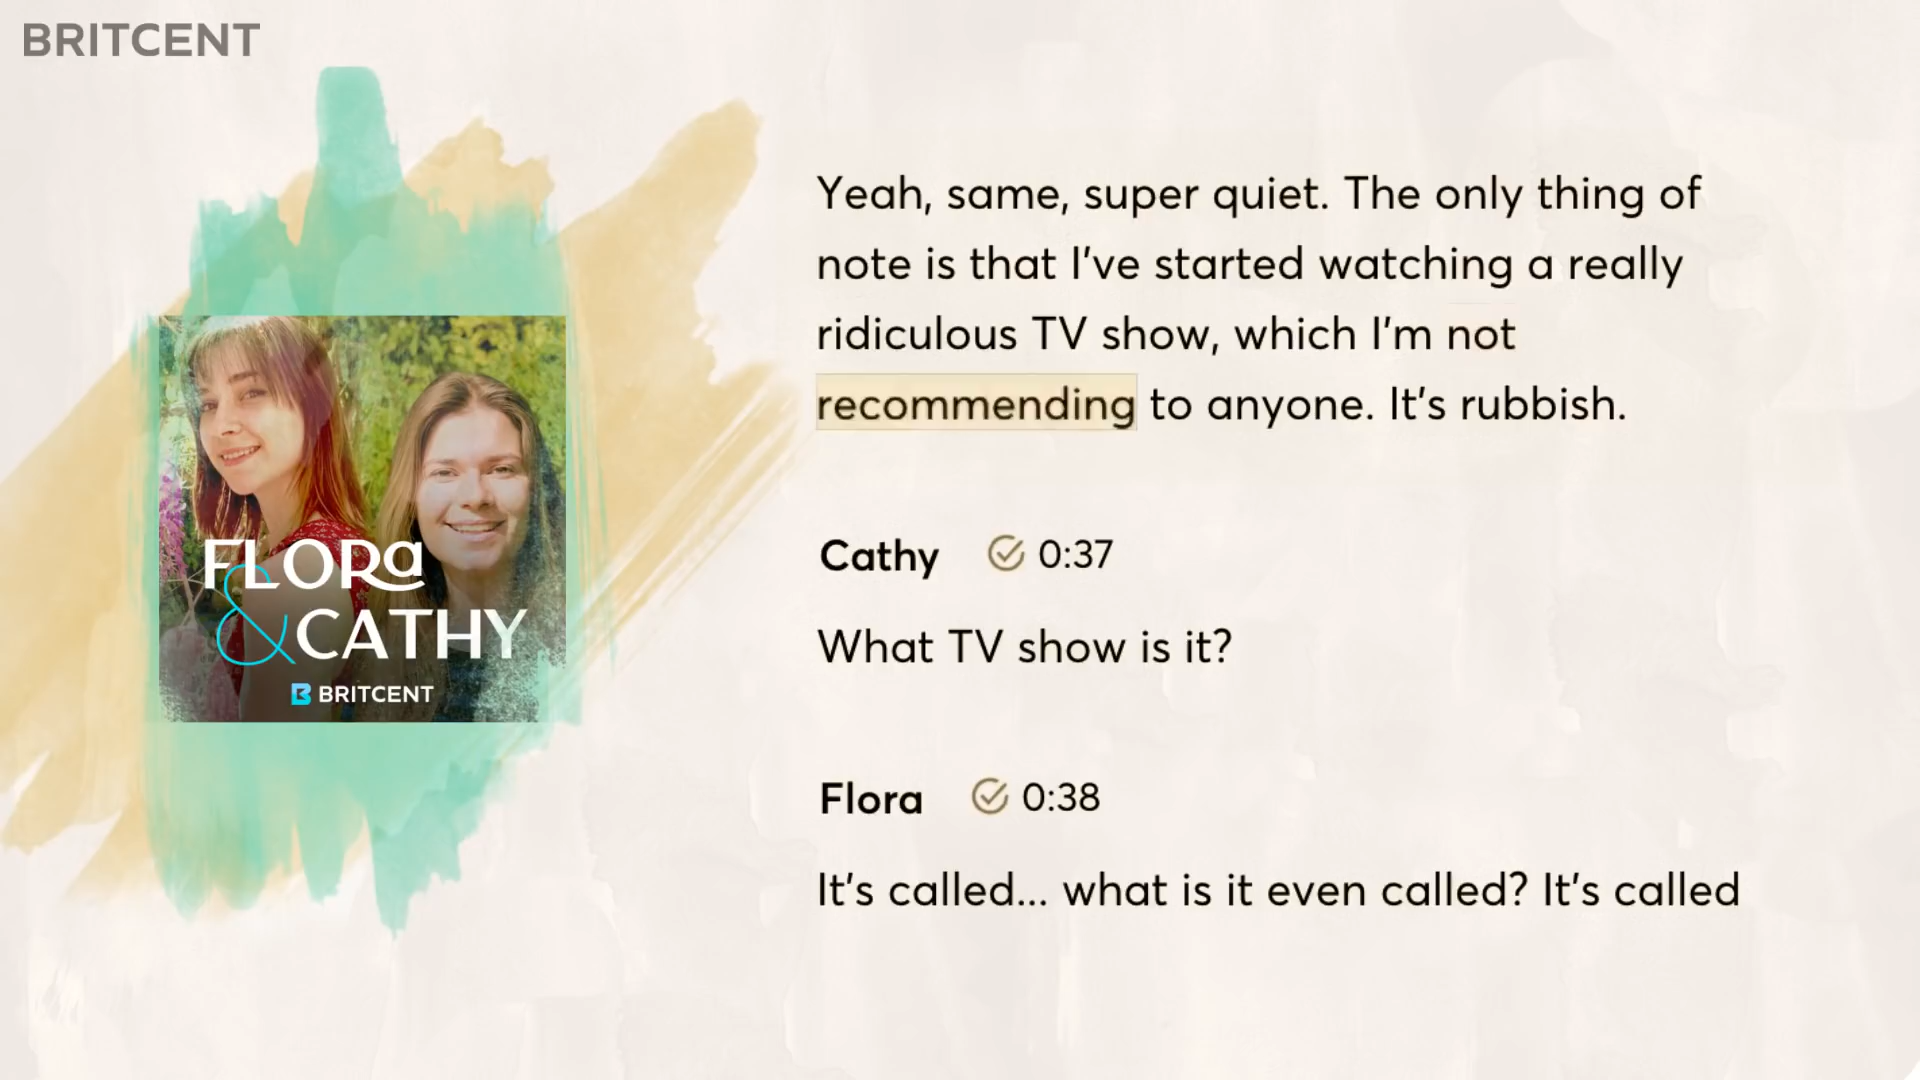 BRITCENT
Yeah, same, super quiet. The only thing of
note is that I've started watching a really
ridiculous TV show, which I'm not
recommending to anyone. It's rubbish.
Cathy 0:37
What TV show is it?
Flora 0:38
It's called... what is it even called? It's called
FLORa
& CATHY
BRITCENT